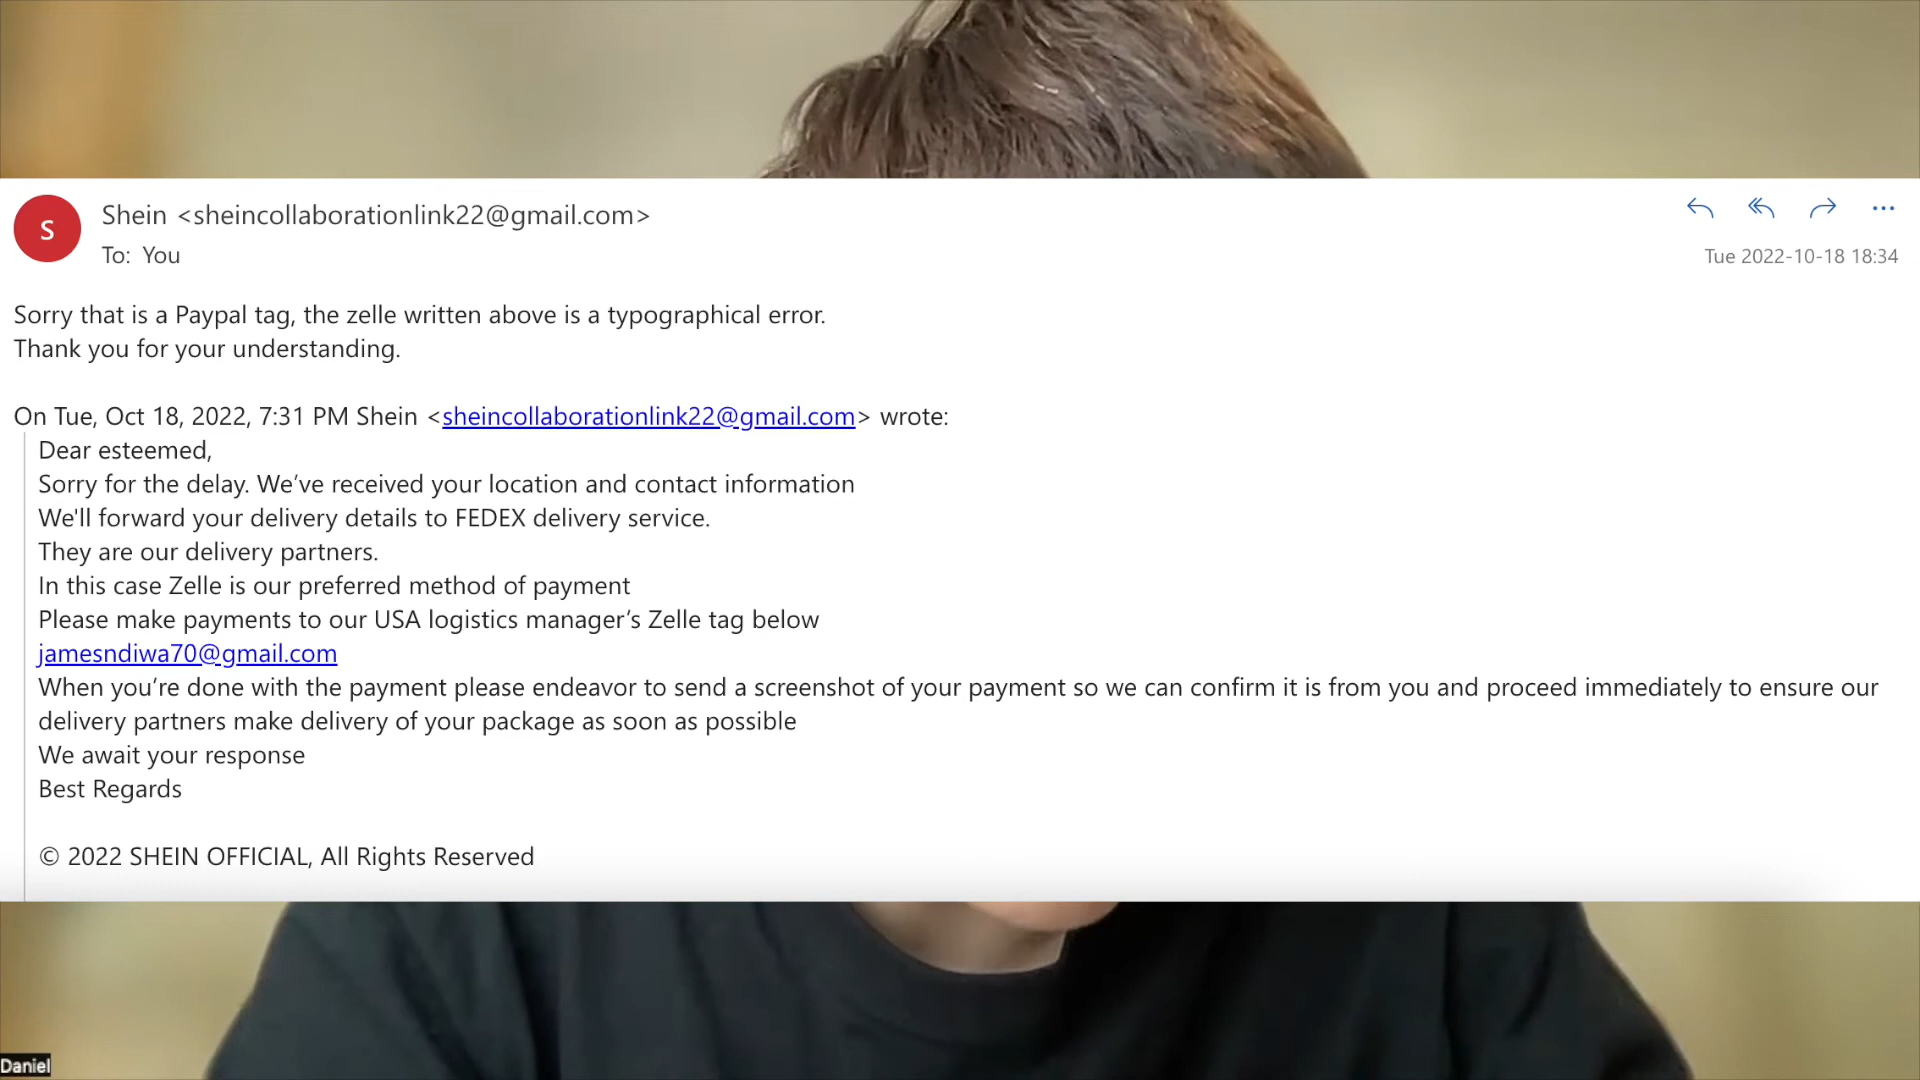 S
Shein <sheincollaborationlink22@gmail.com>
To: You
Tue 2022-10-18 18:34
Sorry that is a Paypal tag, the zelle written above is a typographical error.
Thank you for your understanding.
On Tue, Oct 18, 2022, 7:31 PM Shein <sheincollaborationlink22@gmail.com> wrote:
Dear esteemed,
Sorry for the delay. We’ve received your location and contact information
We'll forward your delivery details to FEDEX delivery service.
They are our delivery partners.
In this case Zelle is our preferred method of payment
Please make payments to our USA logistics manager’s Zelle tag below
jamesndiwa70@gmail.com
When you’re done with the payment please endeavor to send a screenshot of your payment so we can confirm it is from you and proceed immediately to ensure our
delivery partners make delivery of your package as soon as possible
We await your response
Best Regards
© 2022 SHEIN OFFICIAL, All Rights Reserved
Daniel